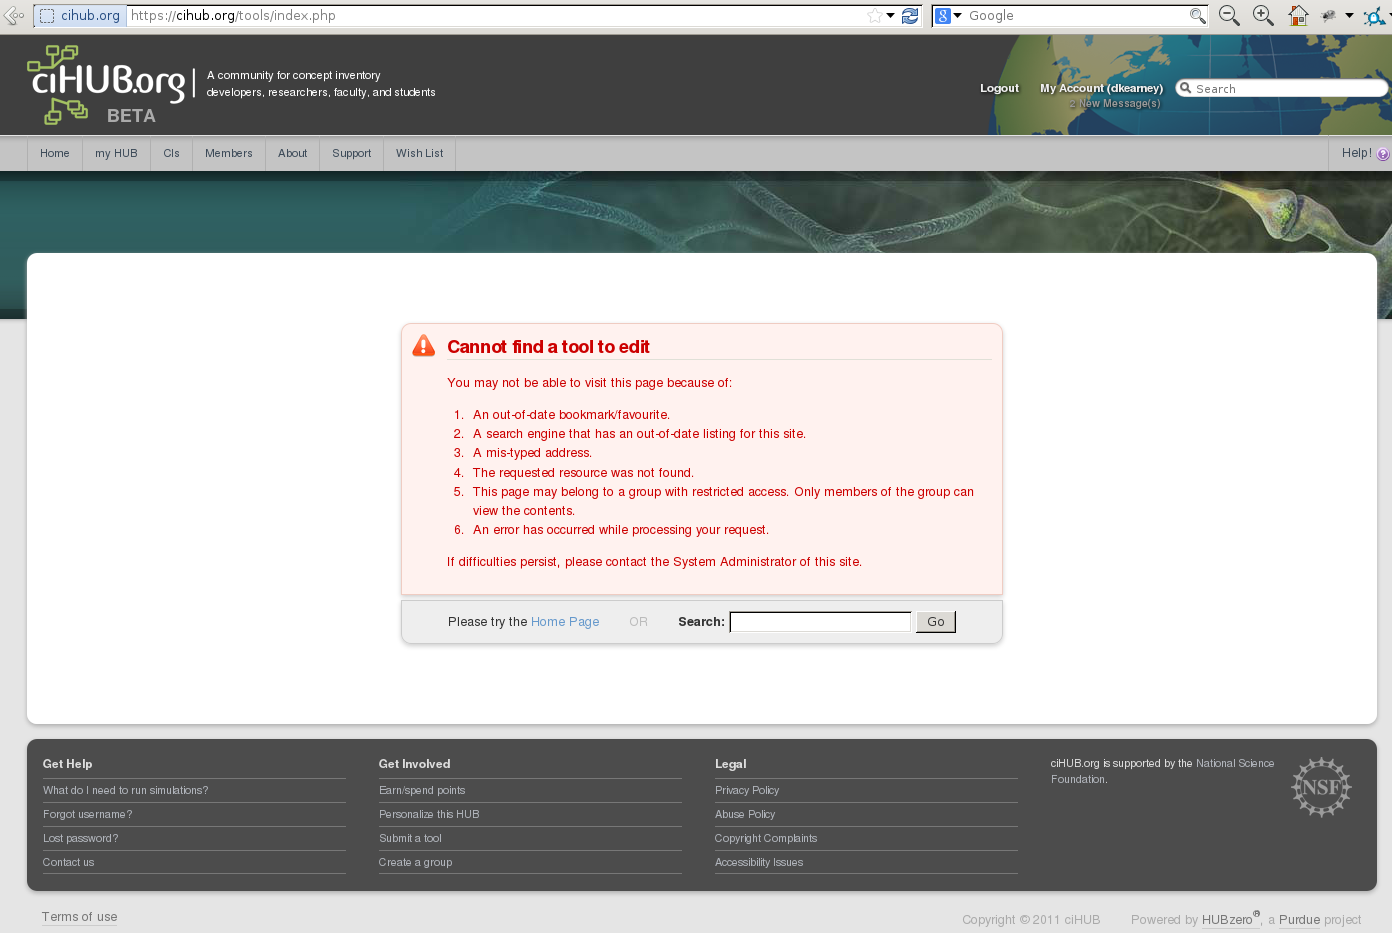 cihub.org https://cihub.org/tools/index.php Google
ciHUB.org
BETA
A community for concept inventory
developers, researchers, faculty, and students
Logout My Account (dkearney) Search
2 New Message(s)
Home my HUB CIs Members About Support Wish List Help!
Cannot find a tool to edit
You may not be able to visit this page because of:
1. An out-of-date bookmark/favourite.
2. A search engine that has an out-of-date listing for this site.
3. A mis-typed address.
4. The requested resource was not found.
5. This page may belong to a group with restricted access. Only members of the group can
view the contents.
6. An error has occurred while processing your request.
If difficulties persist, please contact the System Administrator of this site.
Please try the Home Page OR Search: Go
Get Help
What do I need to run simulations?
Forgot username?
Lost password?
Contact us
Get Involved
Earn/spend points
Personalize this HUB
Submit a tool
Create a group
Legal
Privacy Policy
Abuse Policy
Copyright Complaints
Accessibility Issues
ciHUB.org is supported by the National Science
Foundation.
NSF
Terms of use
Copyright © 2011 ciHUB Powered by HUBzero®, a Purdue project